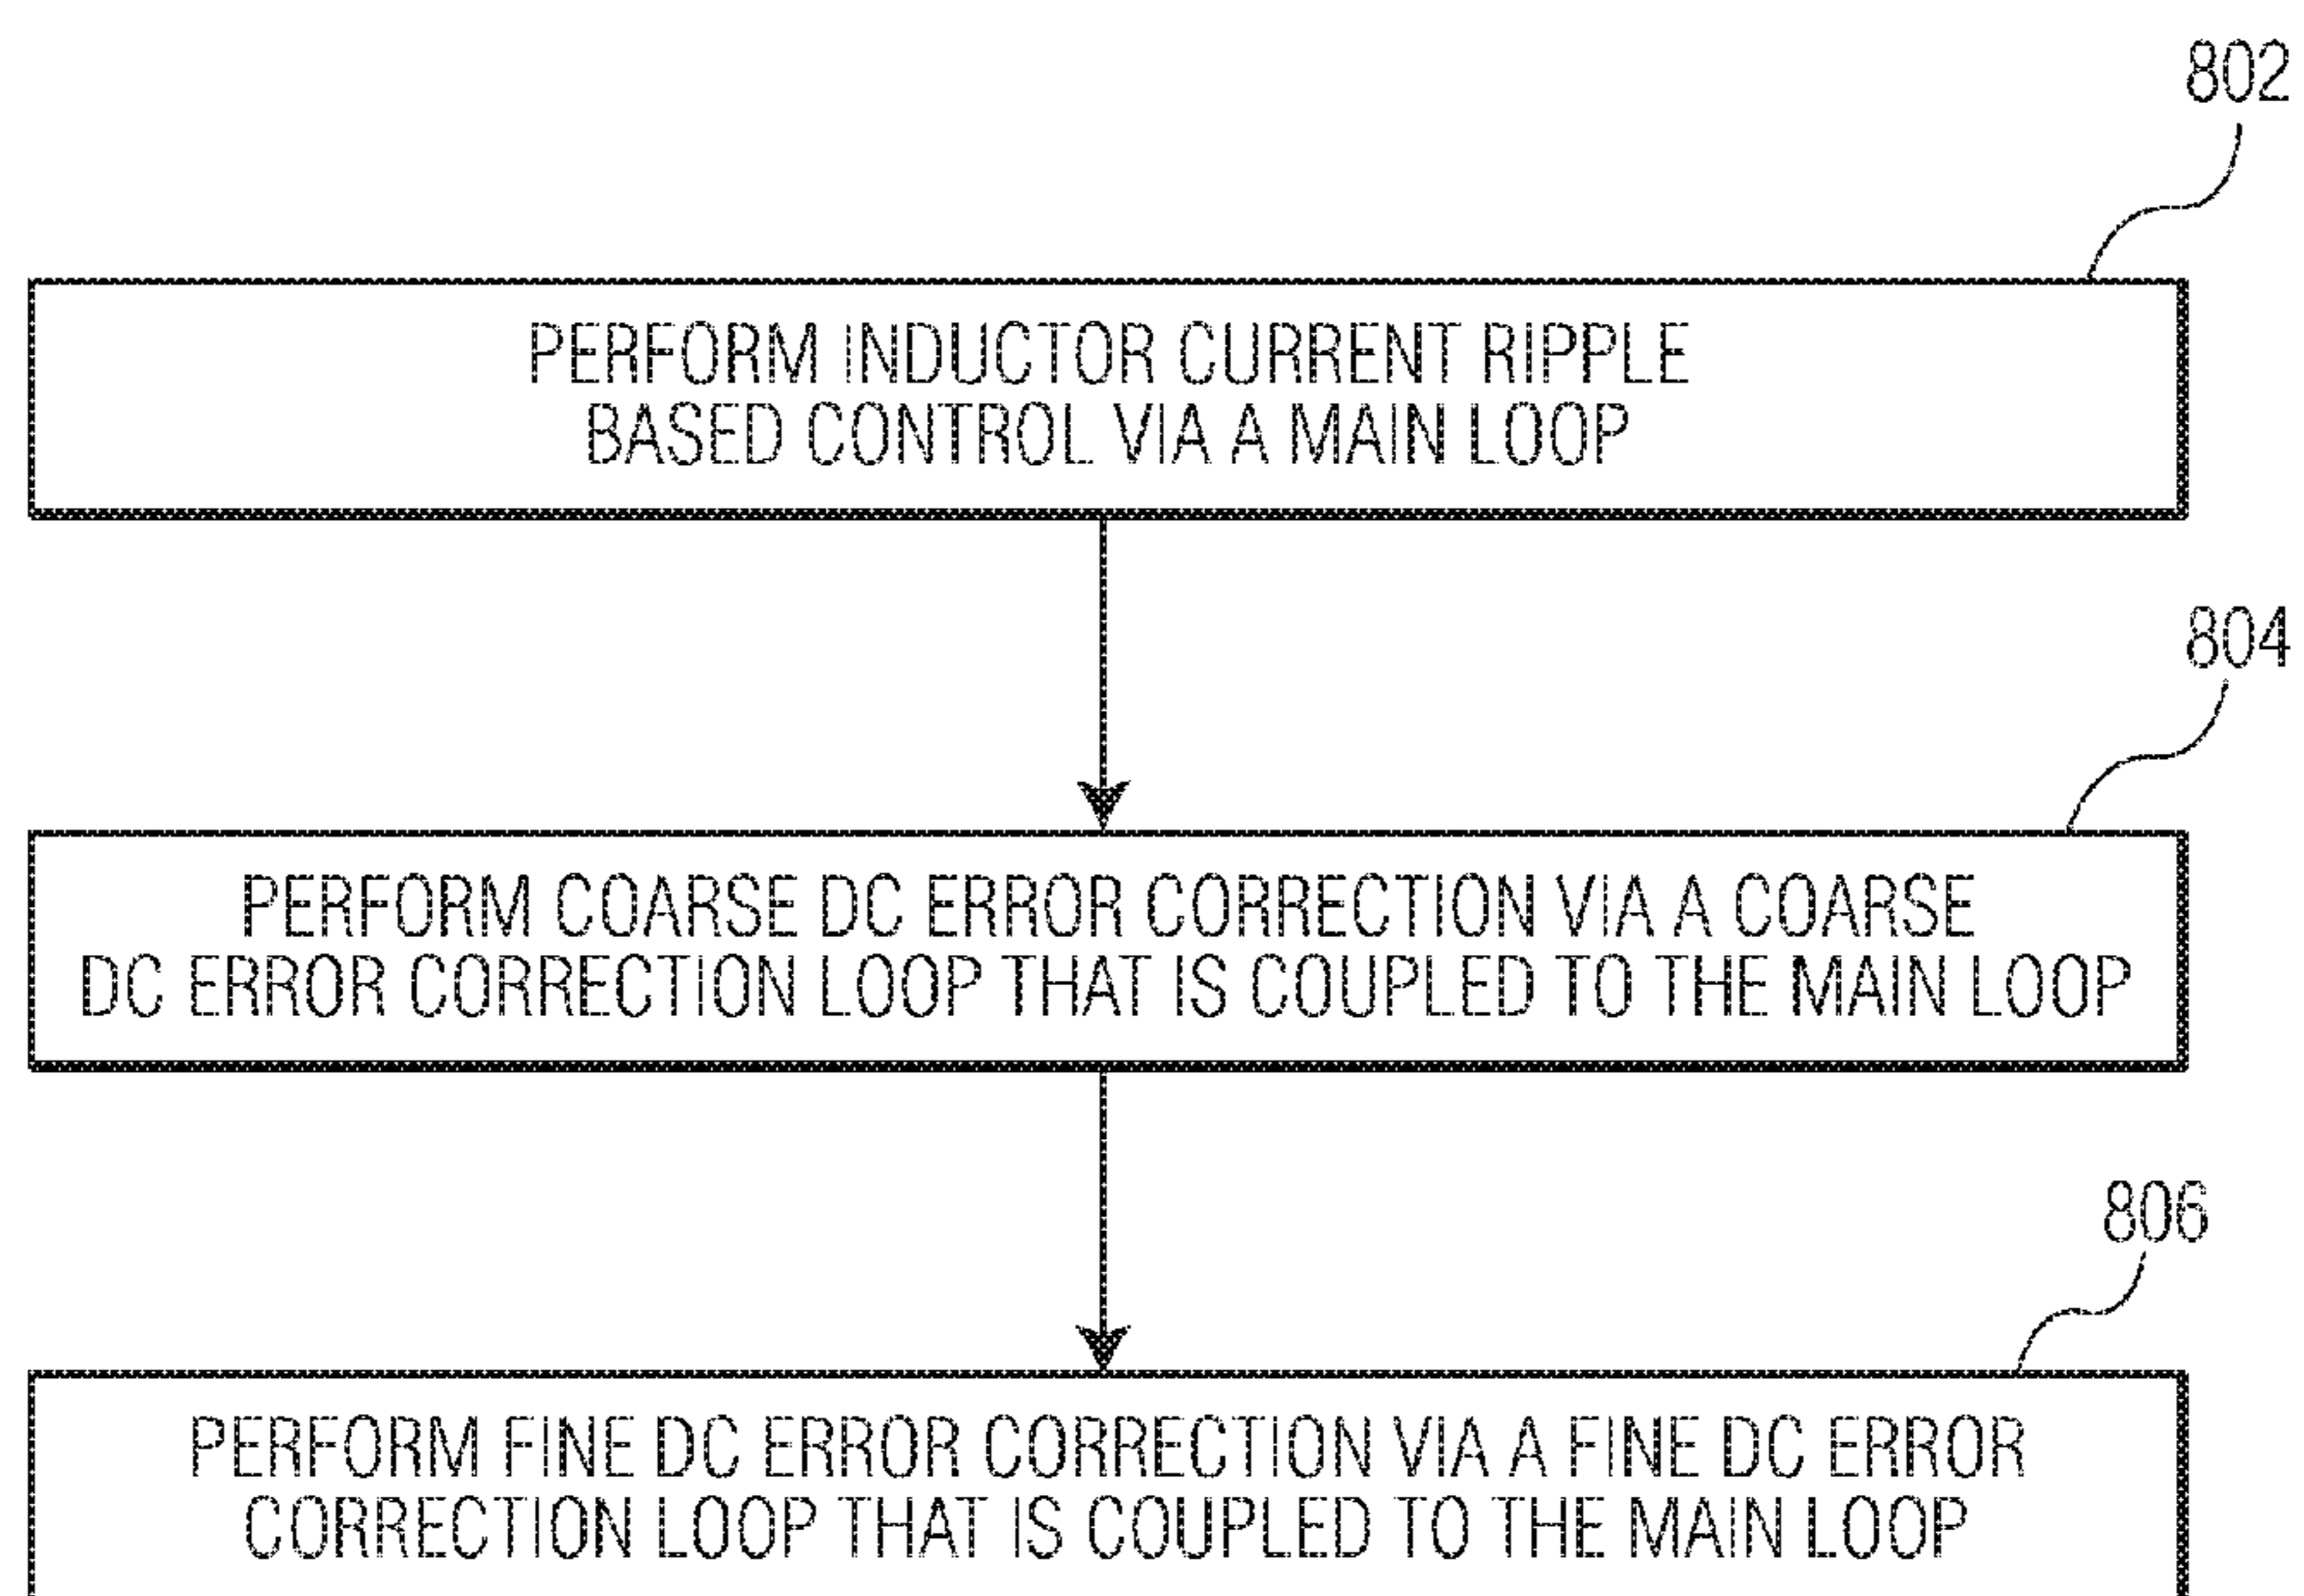 802
PERFORM INDUCTOR CURRENT RIPPLE
BASED CONTROL VIA A MAIN LOOP
804
PERFORM COARSE DC ERROR CORRECTION VIA A COARSE
DC ERROR CORRECTION LOOP THAT IS COUPLED TO THE MAIN LOOP
806
PERFORM FINE DC ERROR CORRECTION VIA A FINE DC ERROR
CORRECTION LOOP THAT IS COUPLED TO THE MAIN LOOP